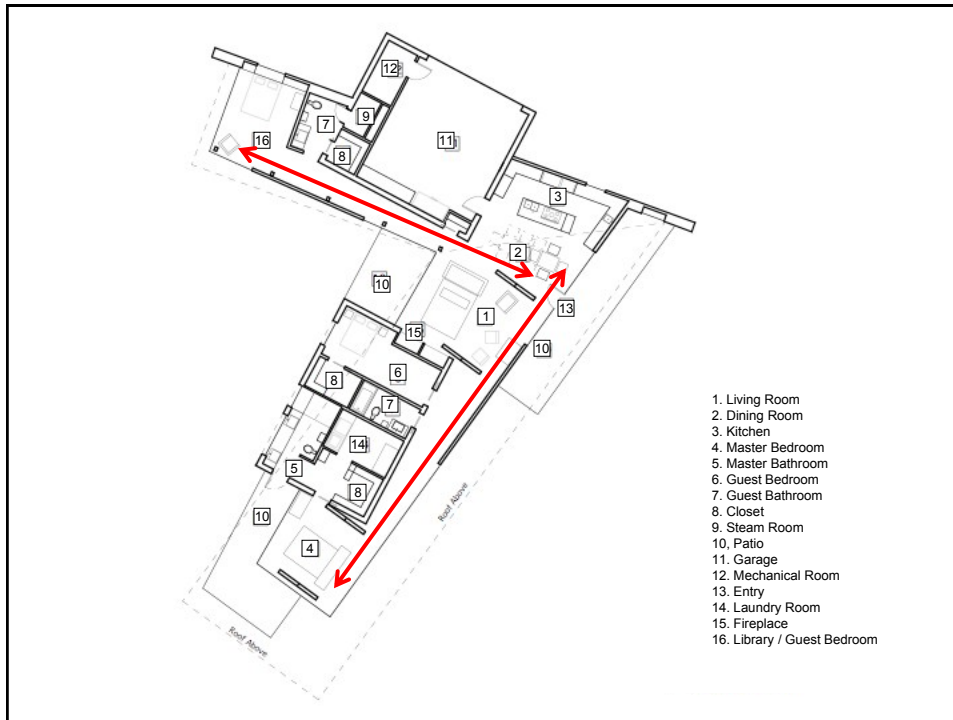 12
9
7
11
16
8
3
2
10
13
1
15
10
6
8
7
14
5
8
10
4
Roof Above
Roof Above
1. Living Room
2. Dining Room
3. Kitchen
4. Master Bedroom
5. Master Bathroom
6. Guest Bedroom
7. Guest Bathroom
8. Closet
9. Steam Room
10, Patio
11. Garage
12. Mechanical Room
13. Entry
14. Laundry Room
15. Fireplace
16. Library / Guest Bedroom